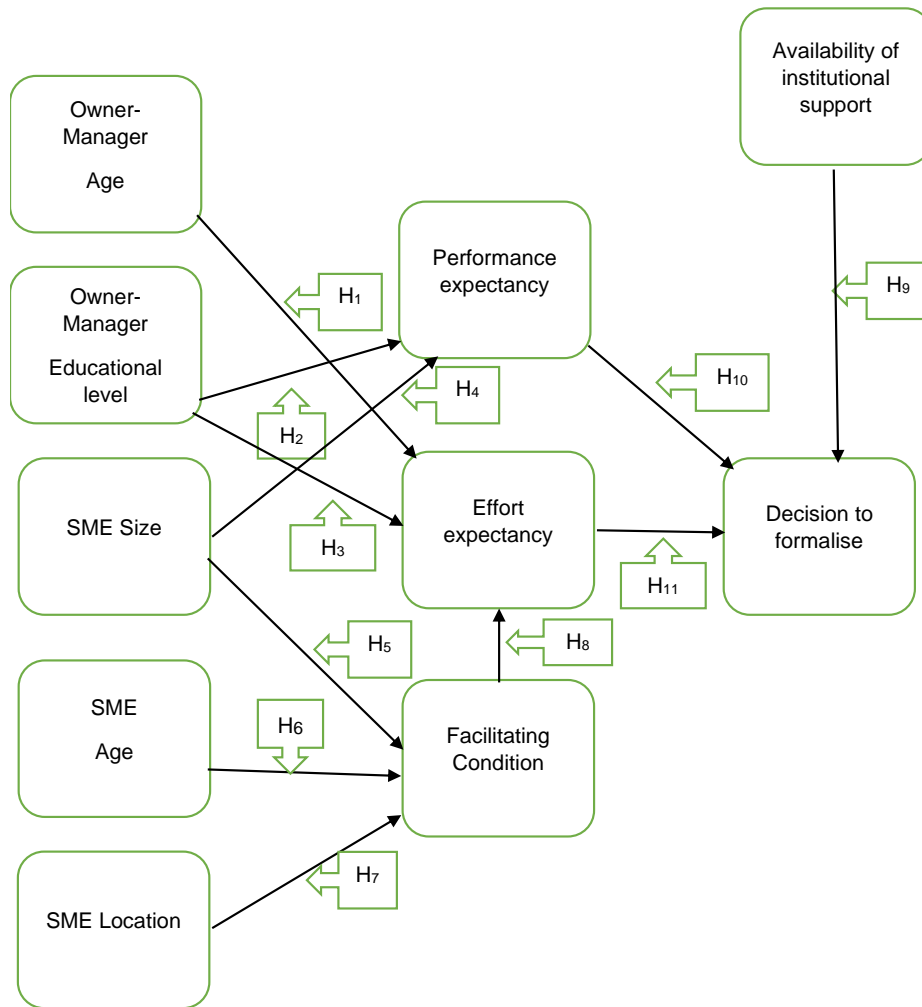 Availability of
institutional
support
Owner-
Manager
Age
Performance
expectancy
Owner-
Manager
Educational
level
H1
H9
H4
H10
H2
SME Size
Effort
expectancy
Decision to
formalise
H3
H11
H5
H8
SME
Age
H6
Facilitating
Condition
H7
SME Location